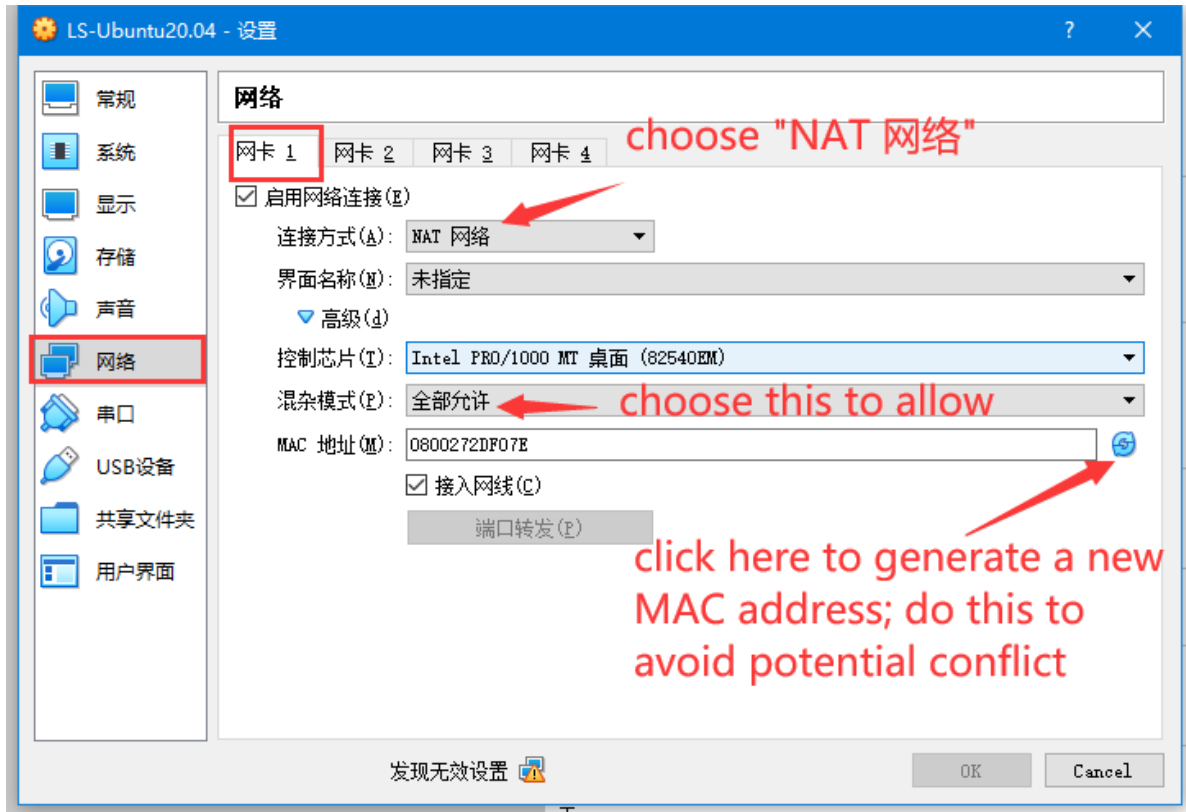 LS-Ubuntu20.04 - 设置
?
常规
系统
显示
存储
声音
网络
串口
USB设备
共享文件夹
用户界面
网络
网卡 1 网卡 2 网卡 3 网卡 4
choose "NAT 网络"
启用网络连接(E)
连接方式(A): NAT 网络
界面名称(N): 未指定
高级(d)
控制芯片(T): Intel PRO/1000 MT 桌面 (82540EM)
混杂模式(P): 全部允许
choose this to allow
MAC 地址(M): 0800272DF07E
接入网线(C)
端口转发(P)
click here to generate a new
MAC address; do this to
avoid potential conflict
发现无效设置
OK Cancel